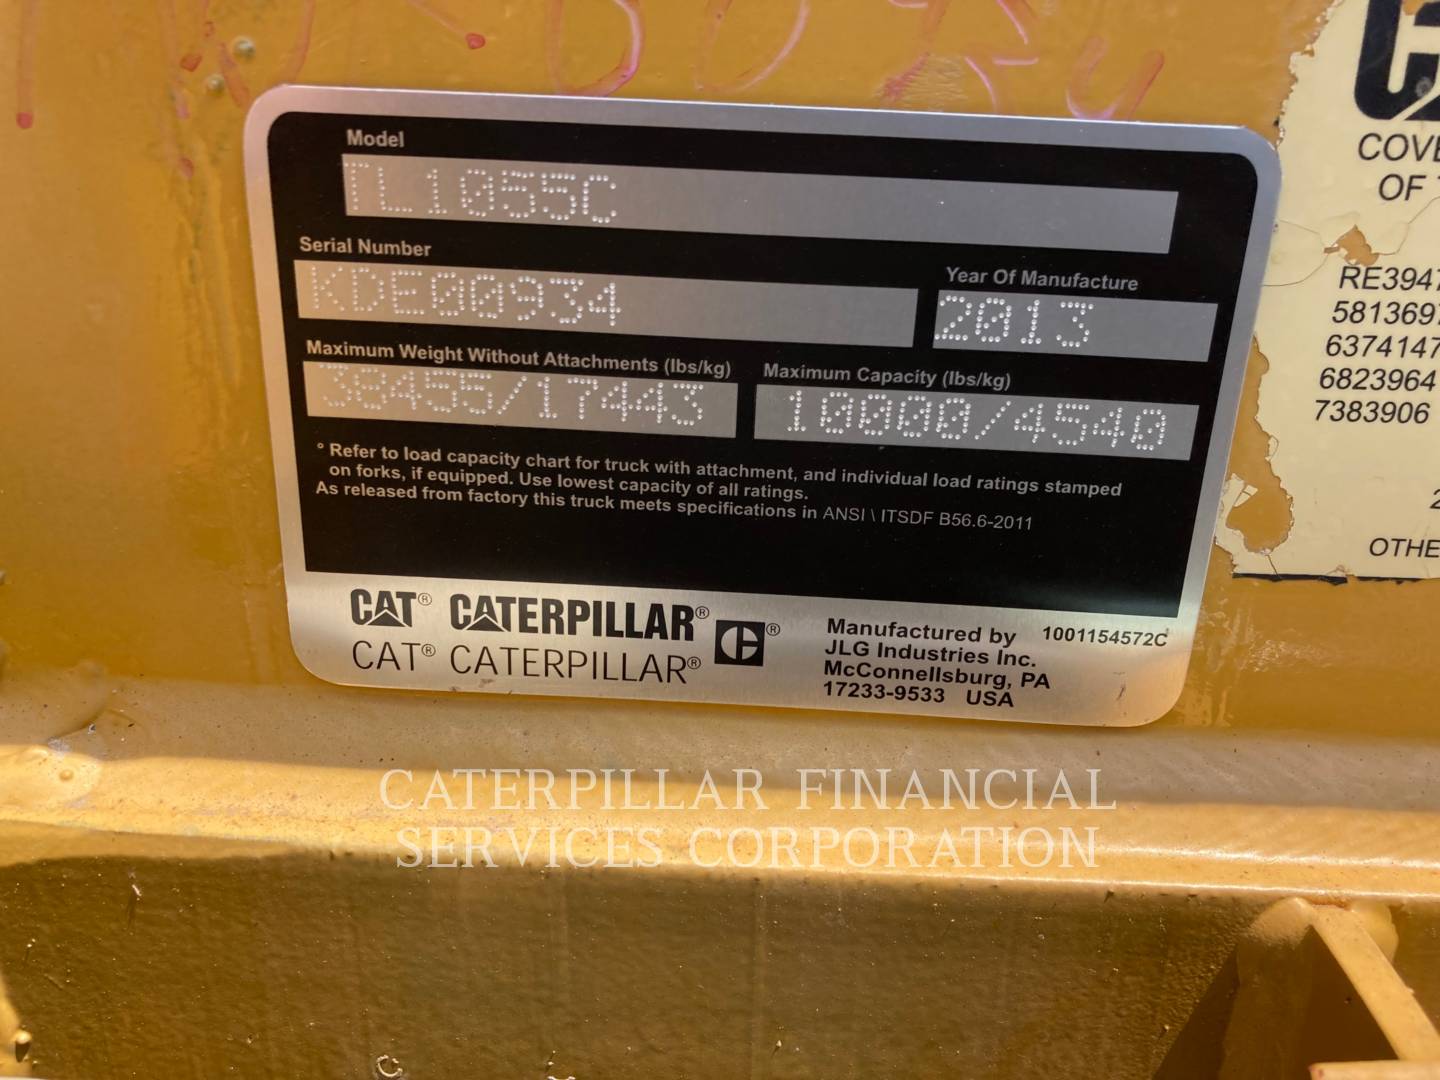 Model
TL1055C
Serial Number
KDE00934
Year Of Manufacture
2013
Maximum Weight Without Attachments (lbs/kg)
38455/17443
Maximum Capacity (lbs/kg)
10000/4540
° Refer to load capacity chart for truck with attachment, and individual load ratings stamped
on forks, if equipped. Use lowest capacity of all ratings.
As released from factory this truck meets specifications in ANSI \ ITSDF B56.6-2011
CAT® CATERPILLAR® C®
CAT® CATERPILLAR®
Manufactured by 1001154572C
JLG Industries Inc.
McConnellsburg, PA
17233-9533 USA
COVE
OF
RE3947
5813697
6374147
6823964
7383906
2
OTHE
CATERPILLAR FINANCIAL
SERVICES CORPORATION